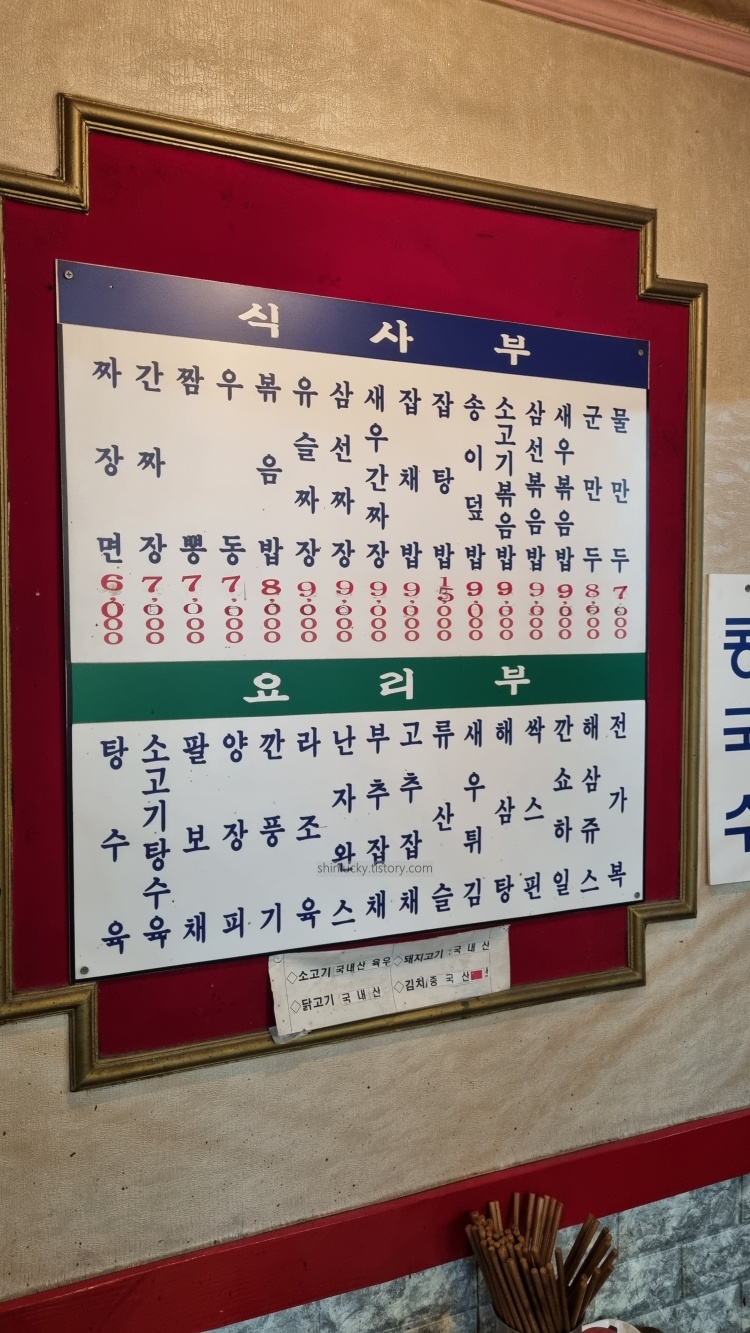 식사부
짜장면 6,000
간짜장 7,000
짬뽕 7,000
우동 7,000
볶음밥 8,000
유슬짜장 9,000
삼선짜장 9,000
새우간짜장 9,000
잡채밥 9,000
잡탕밥 15,000
송이덮밥 9,000
소고기볶음밥 9,000
삼선볶음밥 9,000
새우볶음밥 9,000
군만두 8,000
물만두 7,000
요리부
탕수육
소고기탕수육
팔보채
양장피
깐풍기
라조육
난자완스
부추잡채
고추잡채
류산슬
새우튀김
해삼탕
싹스핀
깐쇼하일
해삼쥬스
전가복
◇소고기 국내산 육우 ◇돼지고기 : 국내산
◇닭고기 국내산 ◇김치 중국산
shinlucky.tistory.com
콩국수